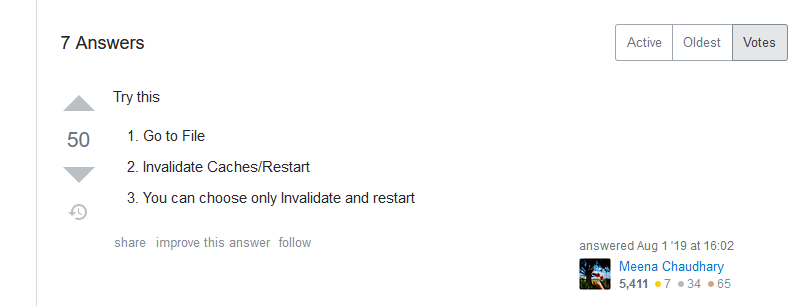 7 Answers
Active Oldest Votes
Try this
50
1. Go to File
2. Invalidate Caches/Restart
3. You can choose only Invalidate and restart
share improve this answer follow
answered Aug 1 '19 at 16:02
Meena Chaudhary
5,411 7 34 65